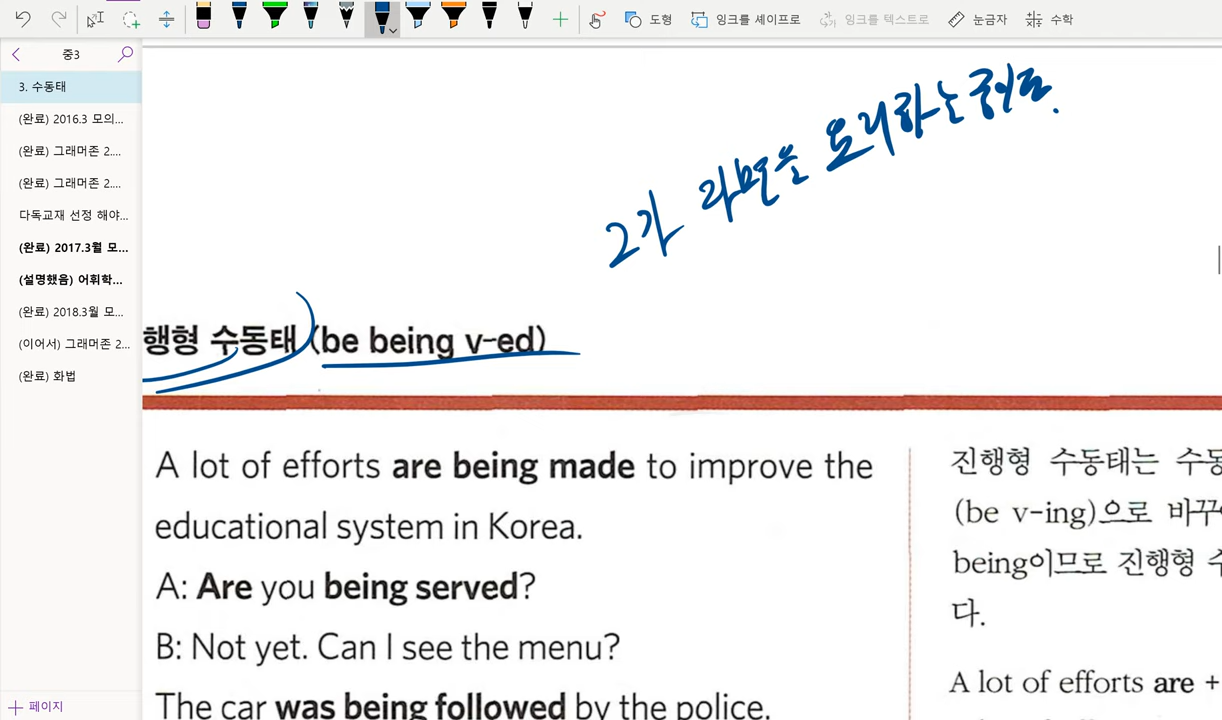 도형
잉크를 셰이프로
잉크를 텍스트로
눈금자
수학
중3
3. 수동태
(완료) 2016.3 모의...
(완료) 그래머존 2....
(완료) 그래머존 2....
다독교재 선정 해야...
(완료) 2017.3월 모...
(설명했음) 어휘학...
(완료) 2018.3월 모...
(이어서) 그래머존 2...
(완료) 화법
페이지
라면을 요리하는
행형 수동태 (be being v-ed)
A lot of efforts are being made to improve the
educational system in Korea.
A: Are you being served?
B: Not yet. Can I see the menu?
The car was being followed by the police.
진행형 수동태는 수동
(be v-ing)으로 바꾸
being이므로 진행형 수
다.
A lot of efforts are +